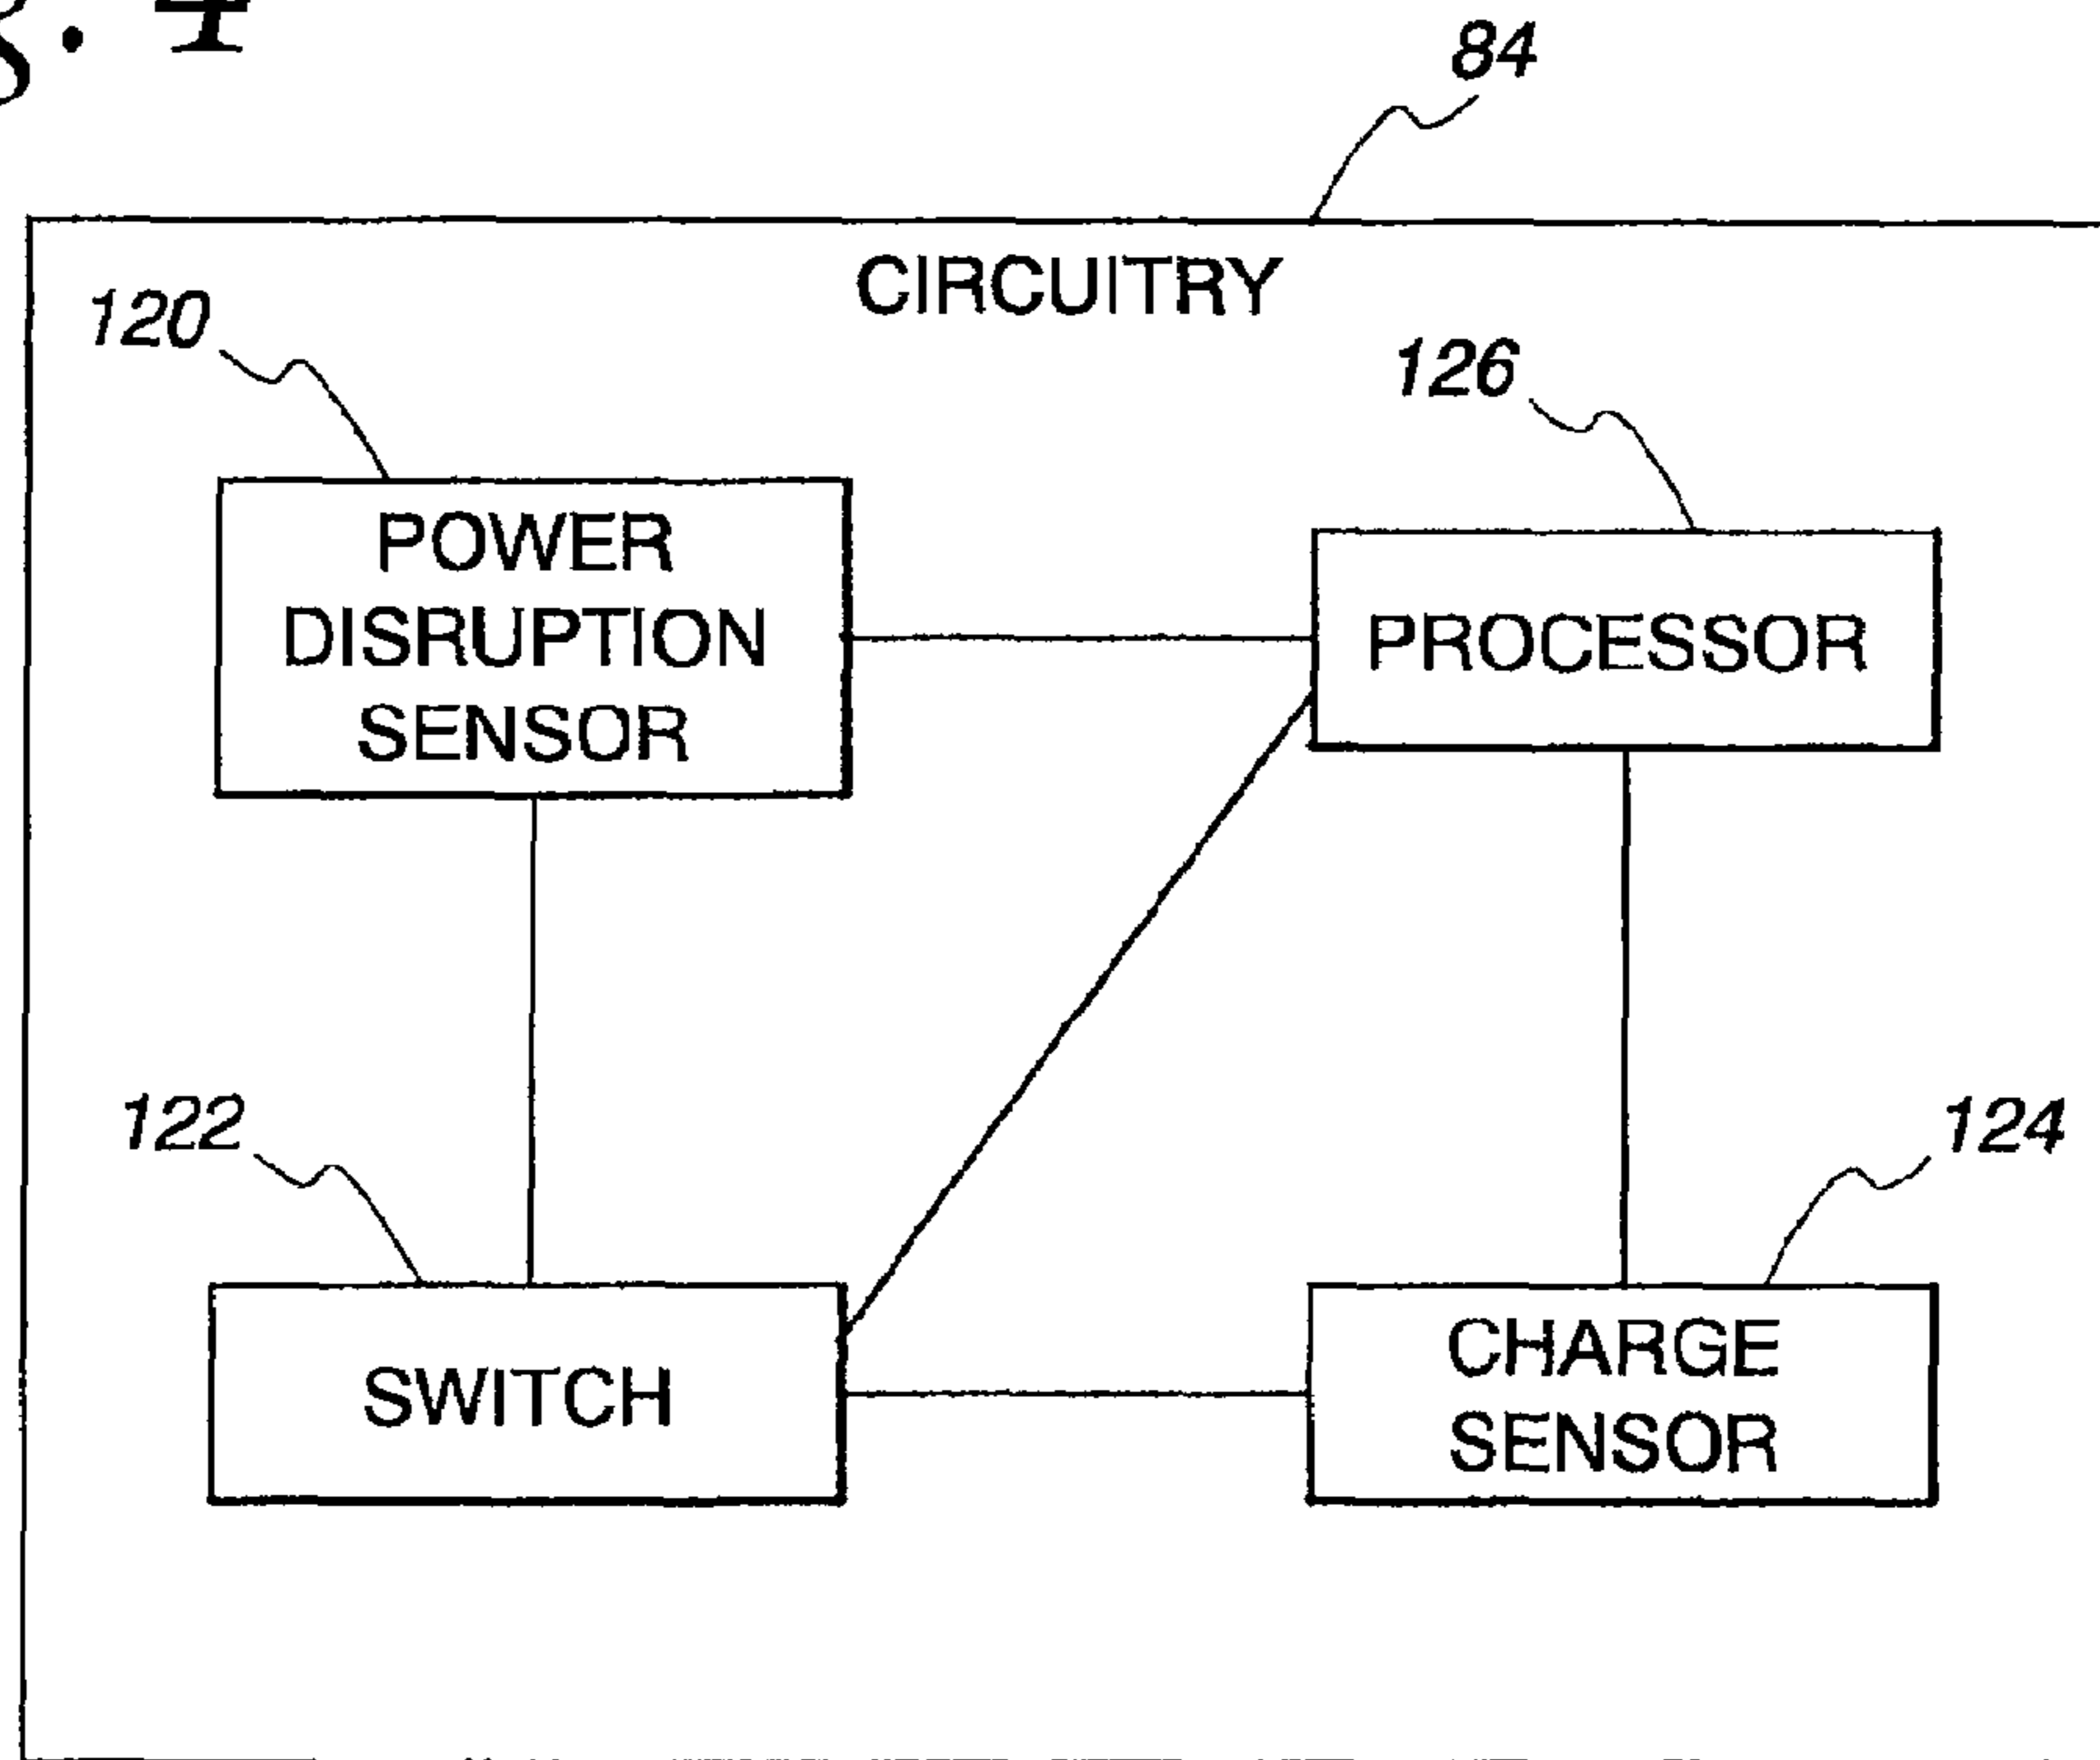 84
CIRCUITRY
120
126
POWER
DISRUPTION
SENSOR
PROCESSOR
122
124
SWITCH
CHARGE
SENSOR